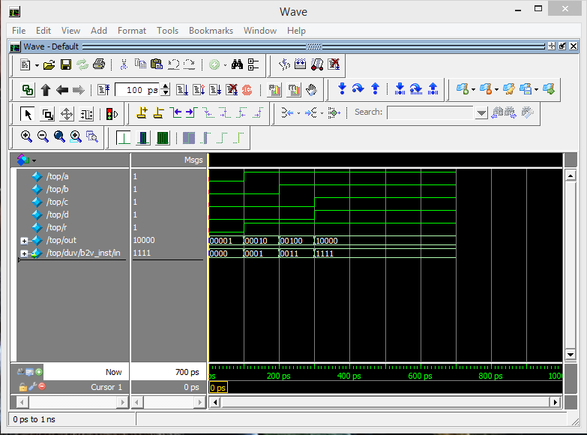 Wave
File Edit View Add Format Tools Bookmarks Window Help
Wave - Default
100 ps
Search:
Msgs
/top/a 1
/top/b 1
/top/c 1
/top/d 1
/top/r 1
/top/out 10000 00001 00010 00100 10000
/top/duv/b2v_inst/in 1111 0000 0001 0011 1111
Now 700 ps ps 200 ps 400 ps 600 ps 800 ps 1000
Cursor 1 0 ps 0 ps
0 ps to 1 ns